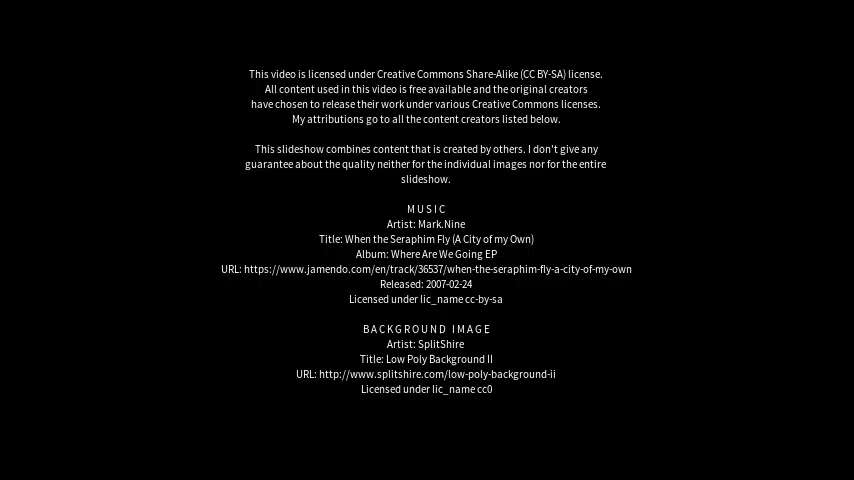 This video is licensed under Creative Commons Share-Alike (CC BY-SA) license.
All content used in this video is free available and the original creators
have chosen to release their work under various Creative Commons licenses.
My attributions go to all the content creators listed below.
This slideshow combines content that is created by others. I don't give any
guarantee about the quality neither for the individual images nor for the entire
slideshow.
MUSIC
Artist: Mark.Nine
Title: When the Seraphim Fly (A City of my Own)
Album: Where Are We Going EP
URL: https://www.jamendo.com/en/track/36537/when-the-seraphim-fly-a-city-of-my-own
Released: 2007-02-24
Licensed under lic_name cc-by-sa
BACKGROUND IMAGE
Artist: SplitShire
Title: Low Poly Background II
URL: http://www.splitshire.com/low-poly-background-ii
Licensed under lic_name cc0